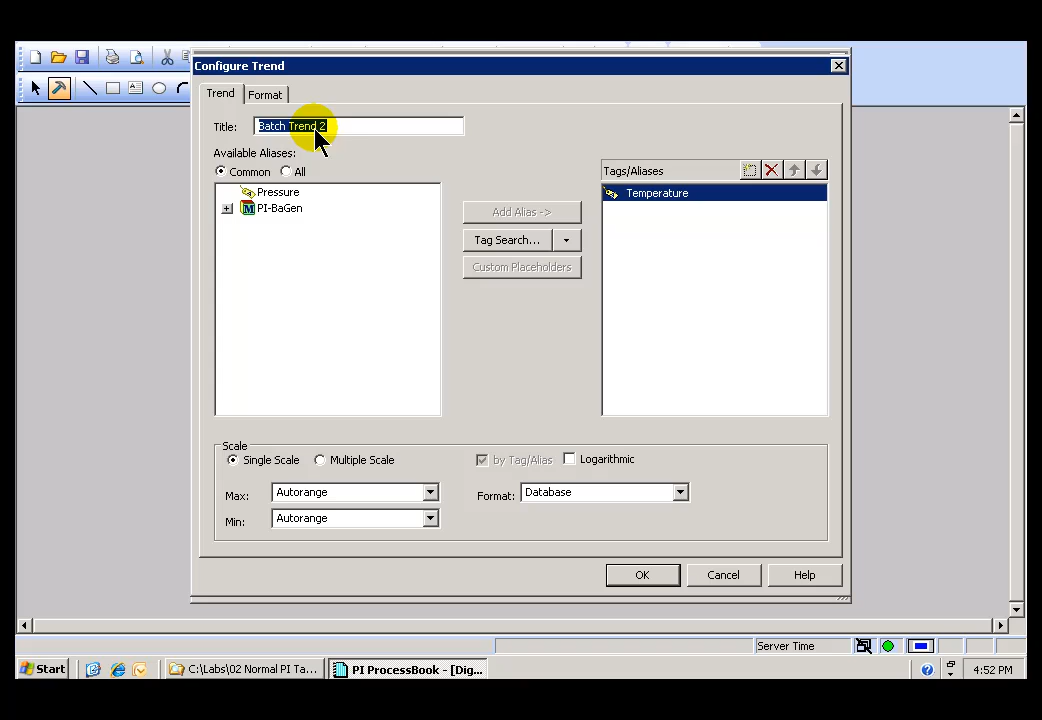 Configure Trend
Trend
Format
Title:
Batch Trend 2
Available Aliases:
Common
All
Tags/Aliases
Pressure
PI-BaGen
Temperature
Add Alias ->
Tag Search...
Custom Placeholders
Scale
Single Scale
Multiple Scale
by Tag/Alias
Logarithmic
Max:
Autorange
Format:
Database
Min:
Autorange
OK
Cancel
Help
Server Time
Start
C:\Labs\02 Normal PI Ta...
PI ProcessBook - [Dig...
4:52 PM